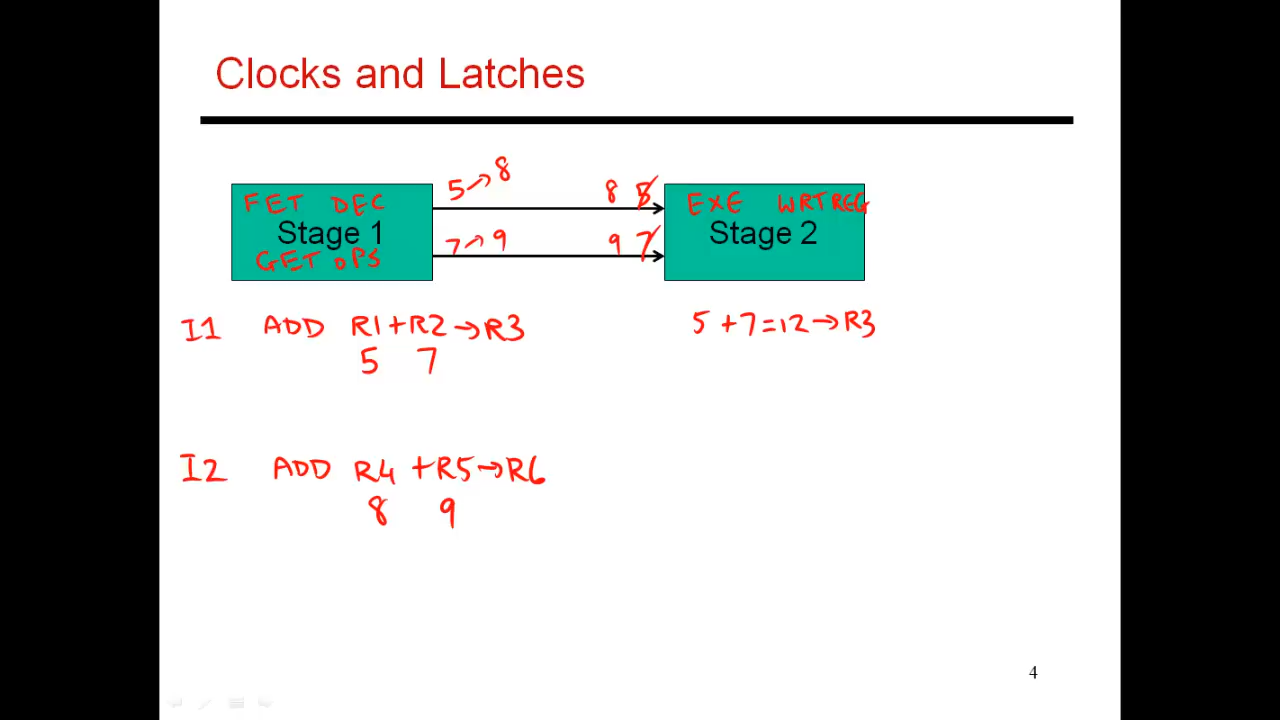 Clocks and Latches
5→8 8 5
FET DEC EXE WRTREG
Stage 1 Stage 2
7→9 9 7
GET OPS
I1 ADD R1+R2→R3 5+7=12→R3
5 7
I2 ADD R4+R5→R6
8 9
4